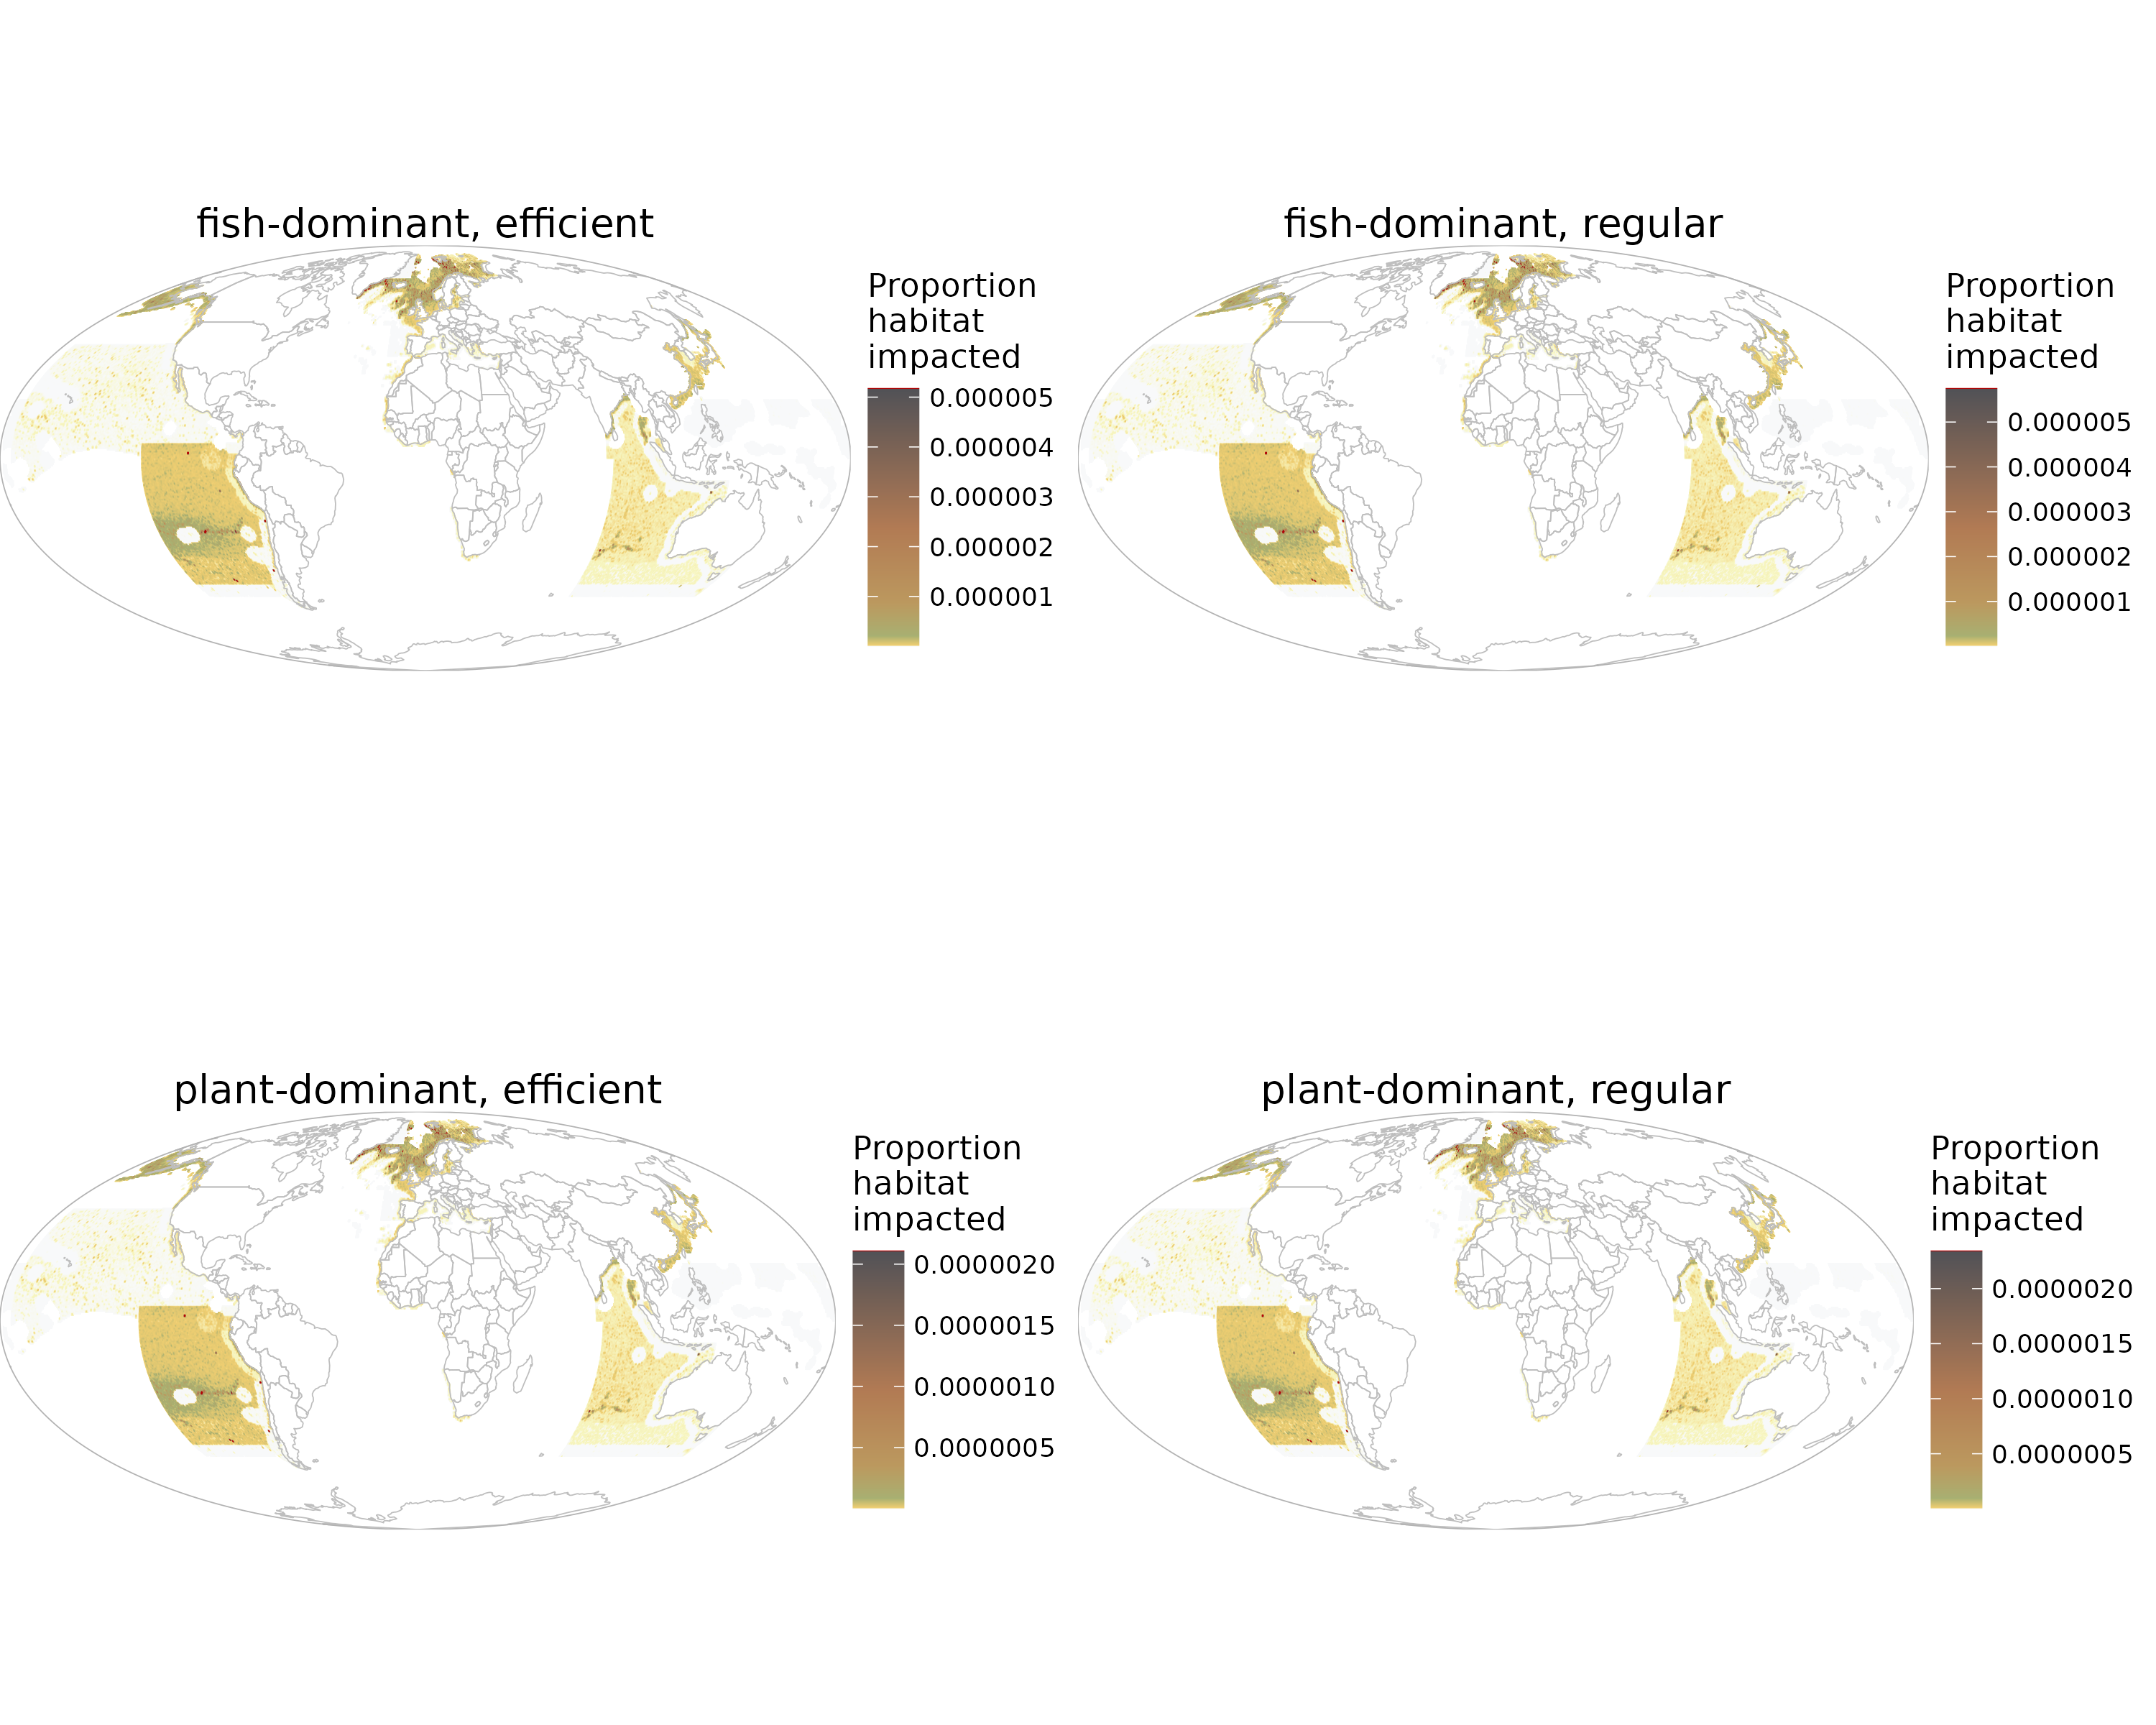 fish-dominant, efficient
Proportion
habitat
impacted
0.000005
0.000004
0.000003
0.000002
0.000001
fish-dominant, regular
Proportion
habitat
impacted
0.000005
0.000004
0.000003
0.000002
0.000001
plant-dominant, efficient
Proportion
habitat
impacted
0.0000020
0.0000015
0.0000010
0.0000005
plant-dominant, regular
Proportion
habitat
impacted
0.0000020
0.0000015
0.0000010
0.0000005